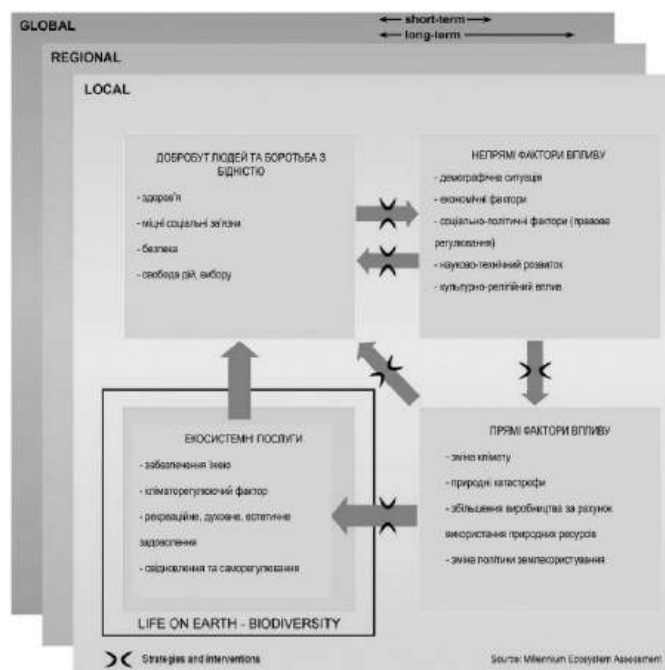 GLOBAL
short-term
long-term
REGIONAL
LOCAL
ДОБРОБУТ ЛЮДЕЙ ТА БОРОТЬБА З
БІДНІСТЮ
- здоров'я
- міцні соціальні зв'язки
- безпека
- свобода дій, вибору
НЕПРЯМІ ФАКТОРИ ВПЛИВУ
- демографічна ситуація
- економічні фактори
- соціально-політичні фактори (правове
регулювання)
- науково-технічний розвиток
- культурно-релігійний вплив
ЕКОСИСТЕМНІ ПОСЛУГИ
- забезпечення їжею
- кліматорегулюючий фактор
- рекреаційне, духовне, естетичне
задоволення
- свідновлення та саморегулювання
ПРЯМІ ФАКТОРИ ВПЛИВУ
- зміна клімату
- природні катастрофи
- збільшення виробництва за рахунок
використання природних ресурсів
- зміна політики землекористування
LIFE ON EARTH - BIODIVERSITY
Strategies and interventions
Source: Millennium Ecosystem Assessment